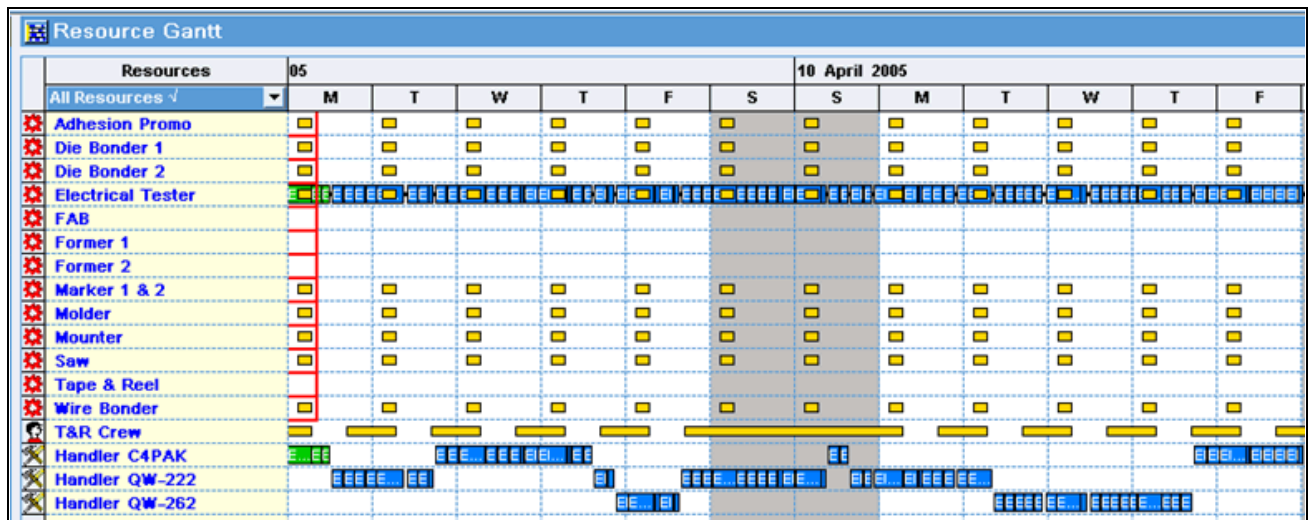 Resource Gantt
Resources 05 10 April 2005
All Resources √ M T W T F S S M T W T F
Adhesion Promo
Die Bonder 1
Die Bonder 2
Electrical Tester
FAB
Former 1
Former 2
Marker 1 & 2
Molder
Mounter
Saw
Tape & Reel
Wire Bonder
T&R Crew
Handler C4PAK
Handler QW-222
Handler QW-262